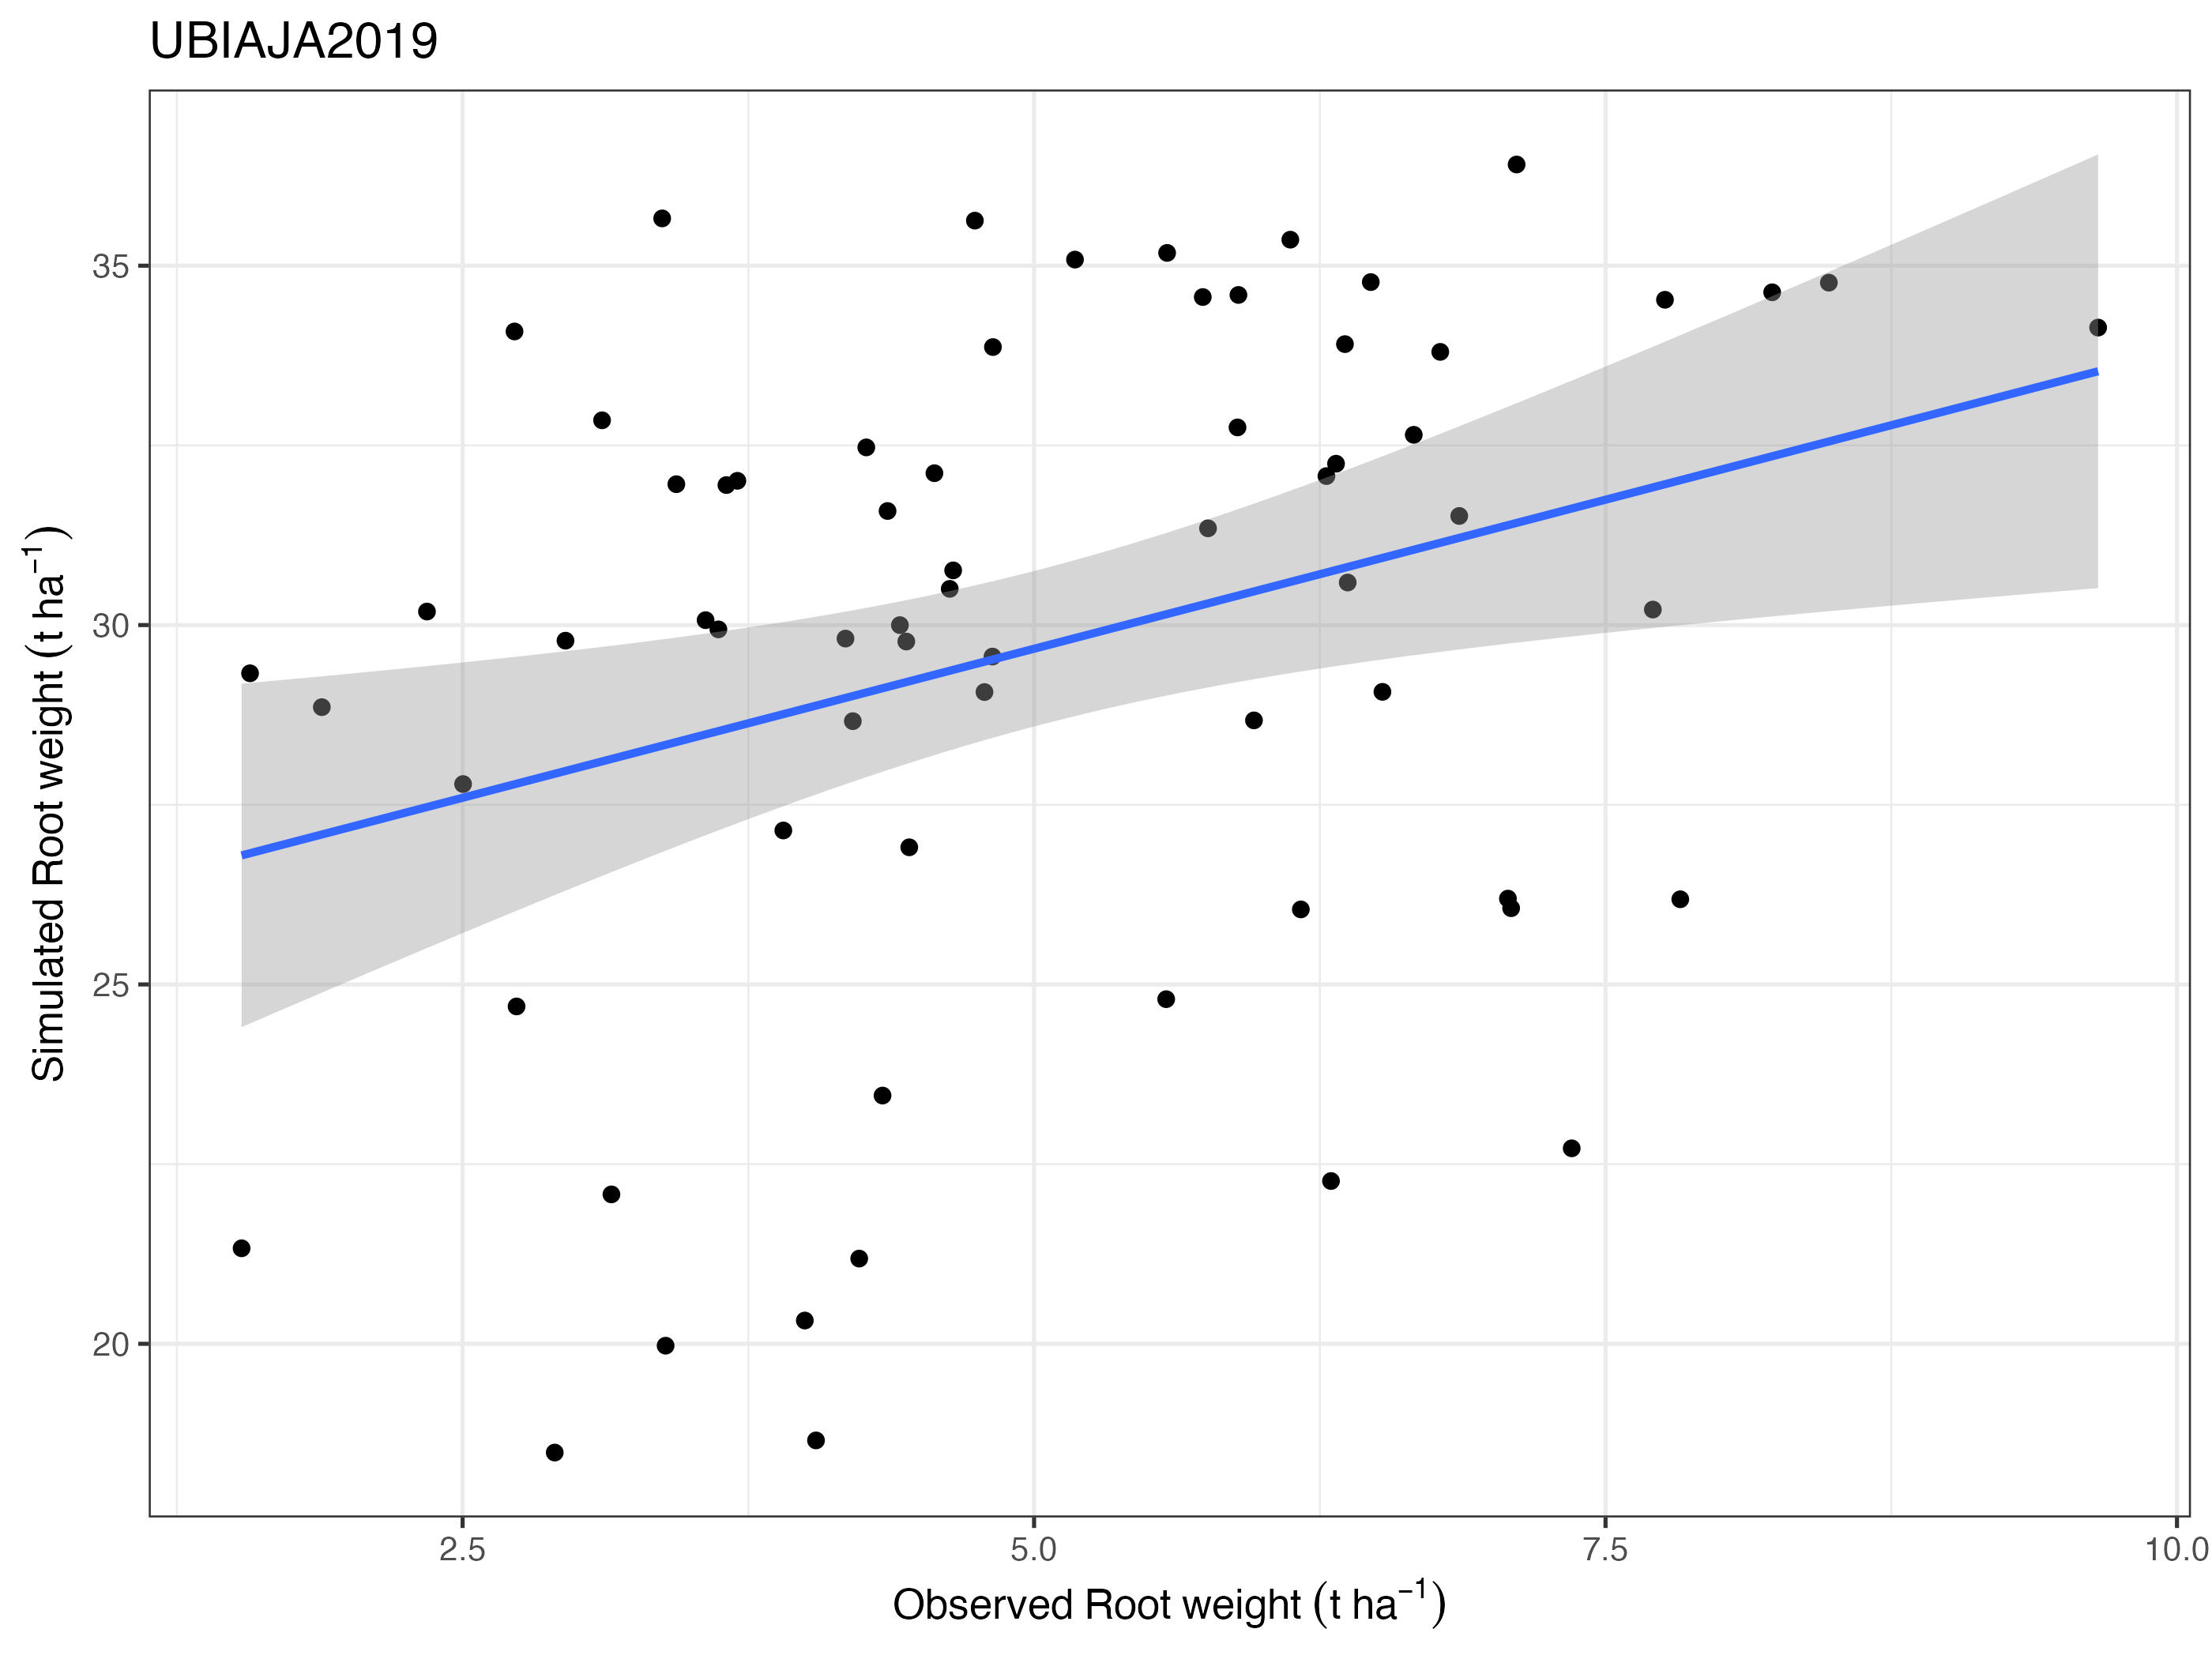 UBIAJA2019
Simulated Root weight (t ha⁻¹)
35
30
25
20
2.5 5.0 7.5 10.0
Observed Root weight (t ha⁻¹)